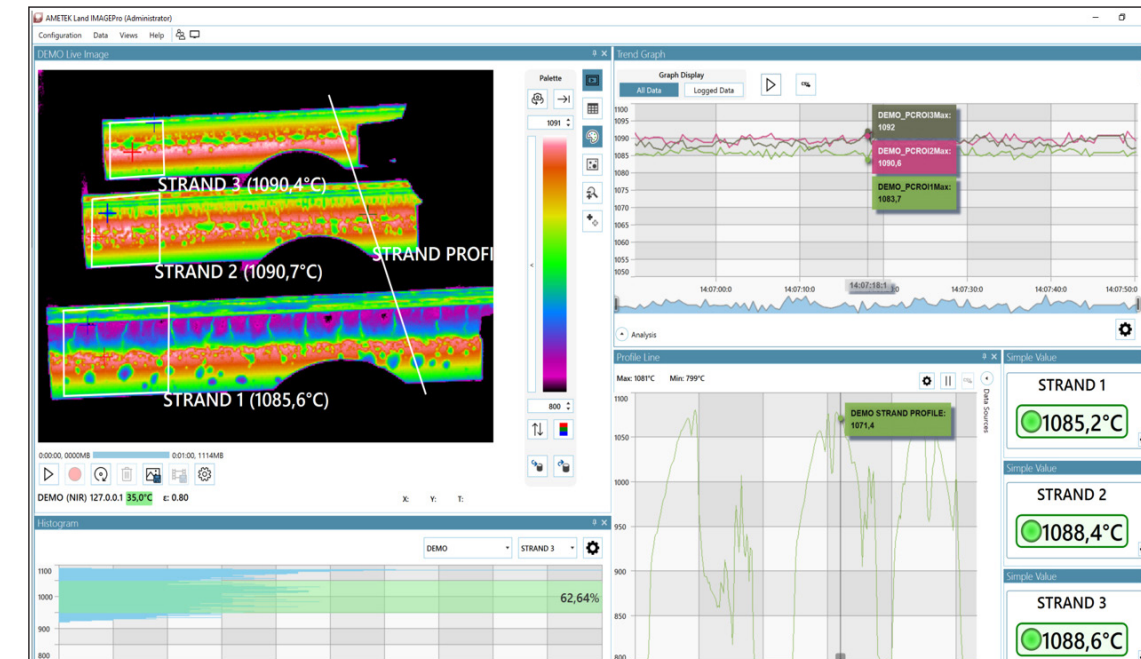 AMETEK Land IMAGEPro (Administrator)
Configuration Data Views Help
DEMO Live Image
STRAND 3 (1090,4°C)
STRAND 2 (1090,7°C)
STRAND PROFI
STRAND 1 (1085,6°C)
Palette
1091
800
0:00:00, 0000MB
0:01:00, 1114MB
DEMO (NIR) 127.0.0.1 35,0°C ε: 0.80
X: Y: T:
Trend Graph
Graph Display
All Data Logged Data
1100
1095
1090
1085
1080
1075
1070
1065
1060
1055
1050
DEMO_PCROI3Max:
1092
DEMO_PCROI2Max:
1090,6
DEMO_PCROI1Max:
1083,7
14:07:00:0 14:07:10:0 14:07:18:1 14:07:30:0 14:07:40:0 14:07:50:0
Analysis
Histogram
DEMO STRAND 3
1100
1000
900
800
62,64%
Profile Line
Max: 1081°C Min: 799°C
Data Sources
1100
1050
1000
950
900
850
800
DEMO STRAND PROFILE:
1071,4
Simple Value
STRAND 1
1085,2°C
Simple Value
STRAND 2
1088,4°C
Simple Value
STRAND 3
1088,6°C